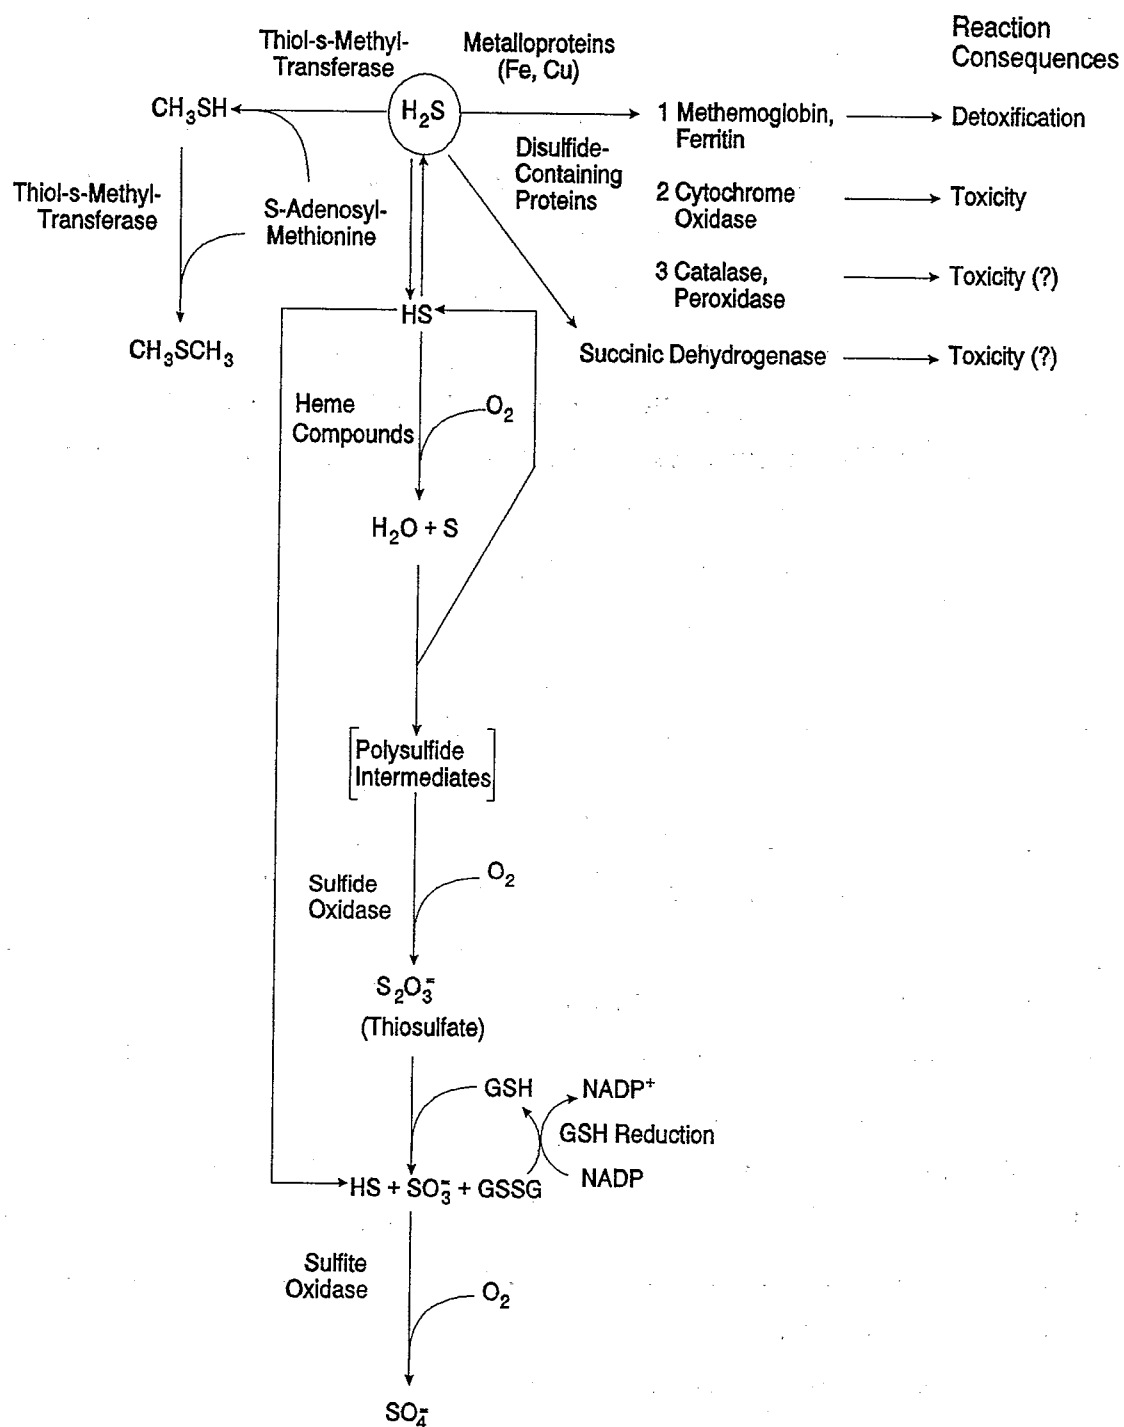 Reaction
Consequences
Thiol-s-Methyl-
Transferase
Metalloproteins
(Fe, Cu)
CH₃SH
H₂S
1 Methemoglobin,
Ferritin
Detoxification
Disulfide-
Containing
Proteins
Thiol-s-Methyl-
Transferase
S-Adenosyl-
Methionine
2 Cytochrome
Oxidase
Toxicity
3 Catalase,
Peroxidase
Toxicity (?)
HS
CH₃SCH₃
Succinic Dehydrogenase
Toxicity (?)
Heme
Compounds
O₂
H₂O + S
[Polysulfide
Intermediates]
Sulfide
Oxidase
O₂
S₂O₃⁼
(Thiosulfate)
GSH
NADP⁺
GSH Reduction
NADP
HS + SO₃⁼ + GSSG
Sulfite
Oxidase
O₂
SO₄⁼